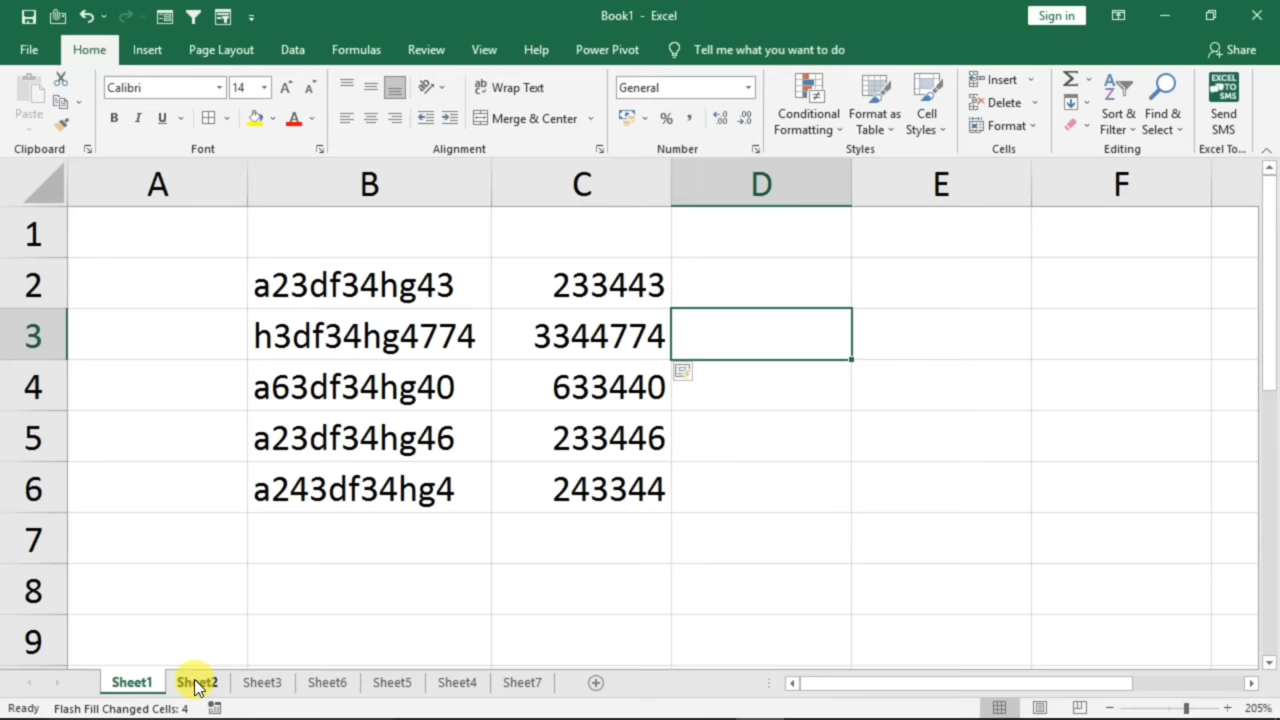 Book1 - Excel
Sign in
File Home Insert Page Layout Formulas Data Review View Help Power Pivot Tell me what you want to do Share
Paste
Clipboard
Calibri 14
B I U A
Font
Wrap Text
Merge & Center
Alignment
General
% ,
Number
Conditional Formatting
Format as Table
Cell Styles
Styles
Insert
Delete
Format
Cells
Sort & Filter
Find & Select
Editing
EXCEL TO SMS
Send SMS
Excel To...
A B C D E F
1
2 a23df34hg43 233443
3 h3df34hg4774 3344774
4 a63df34hg40 633440
5 a23df34hg46 233446
6 a243df34hg4 243344
7
8
9
Sheet1 Sheet2 Sheet3 Sheet6 Sheet5 Sheet4 Sheet7
Ready Flash Fill Changed Cells: 4 205%